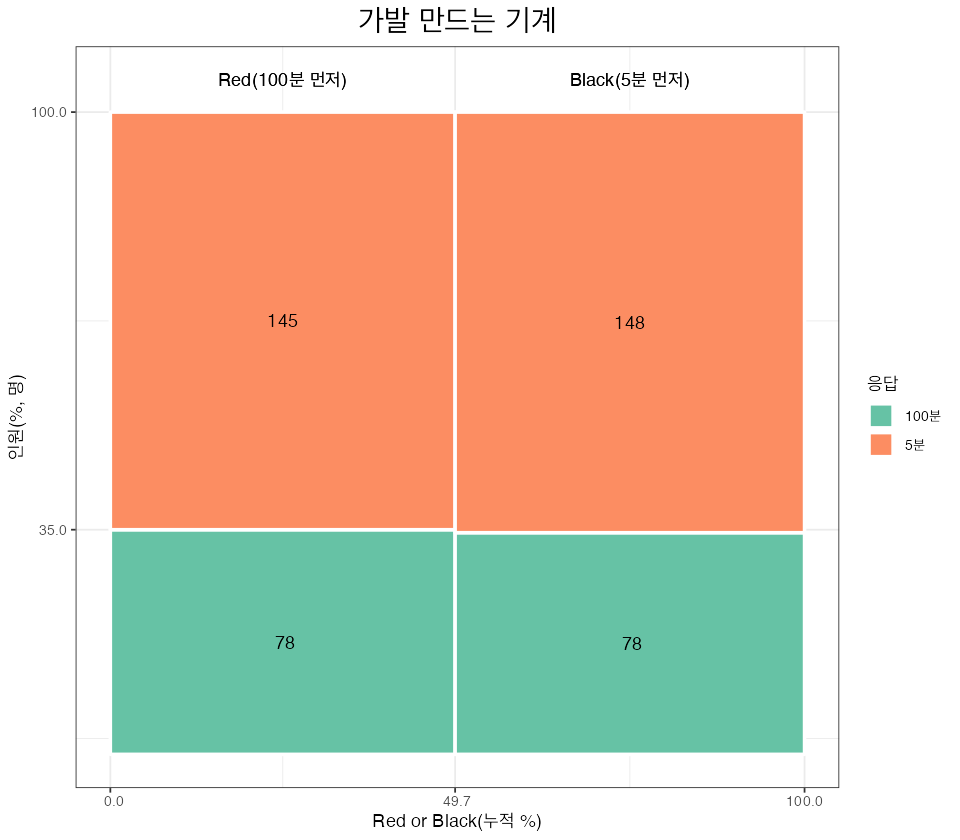 가발 만드는 기계
Red(100분 먼저)
Black(5분 먼저)
100.0
145
148
인원(%, 명)
응답
100분
5분
35.0
78
78
0.0
49.7
100.0
Red or Black(누적 %)